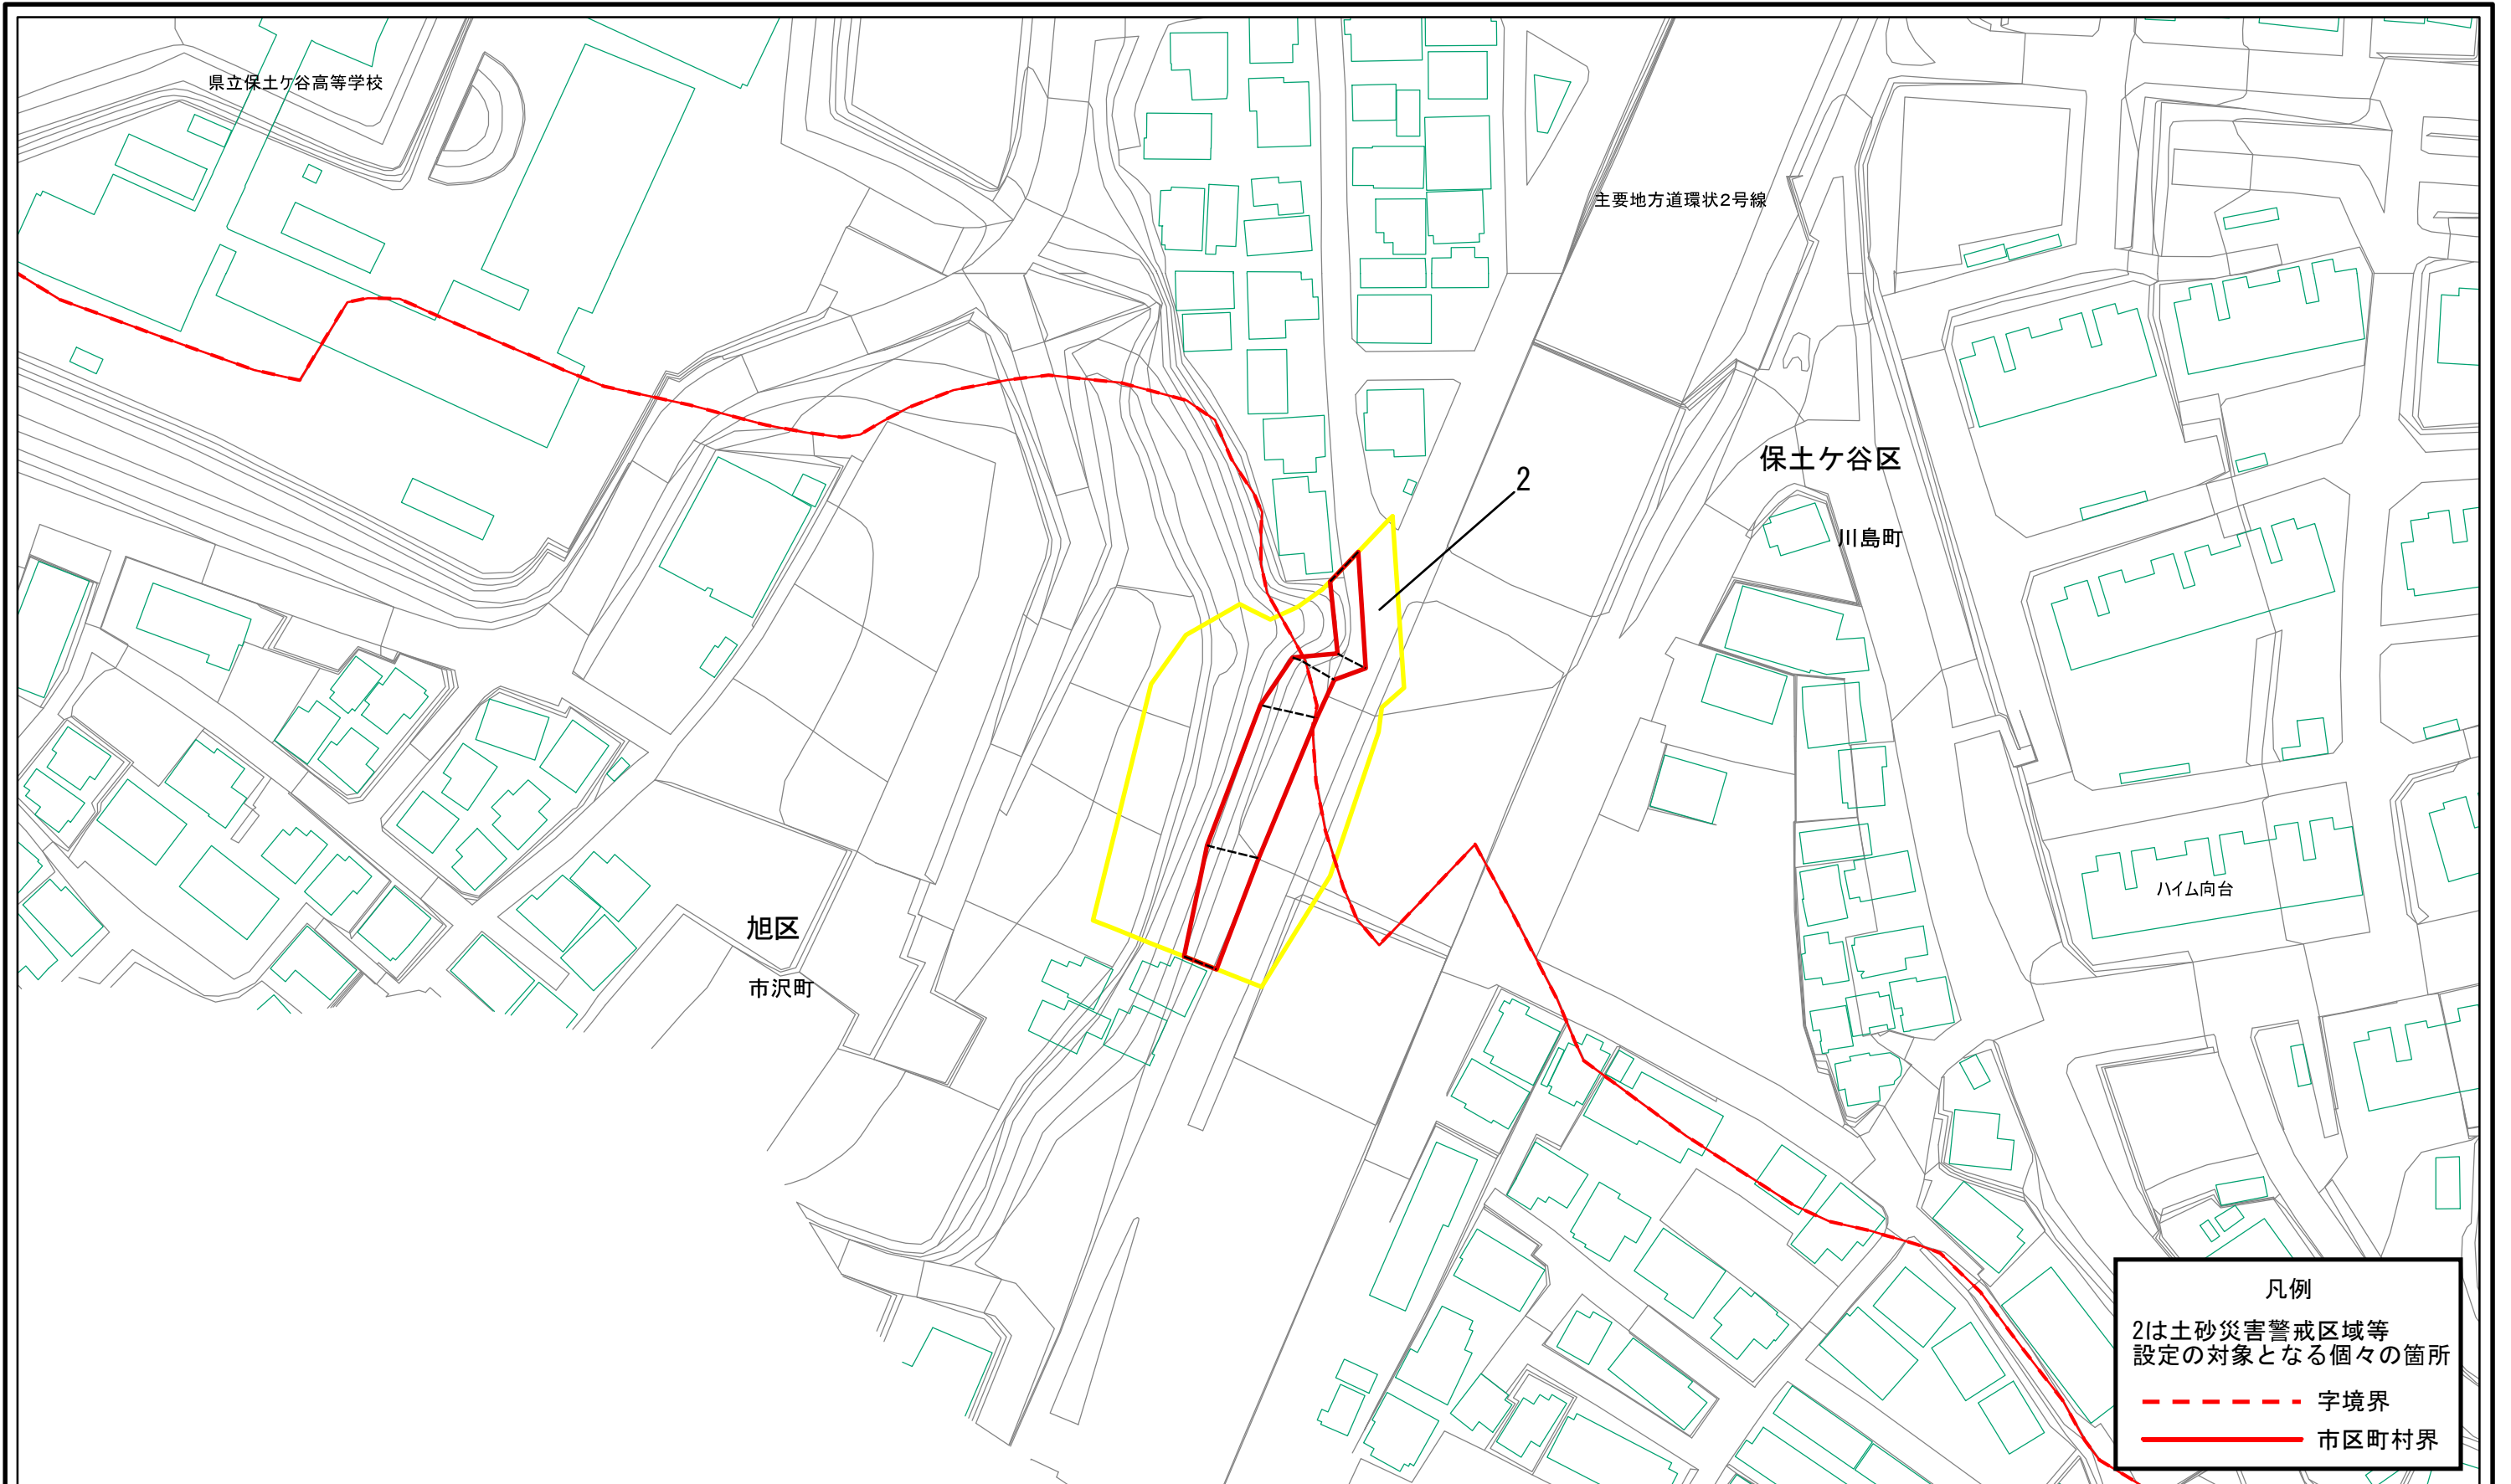 県立保土ケ谷高等学校
主要地方道環状2号線
保土ケ谷区
2
川島町
ハイム向台
旭区
市沢町
凡例
2は土砂災害警戒区域等
設定の対象となる個々の箇所
字境界
市区町村界